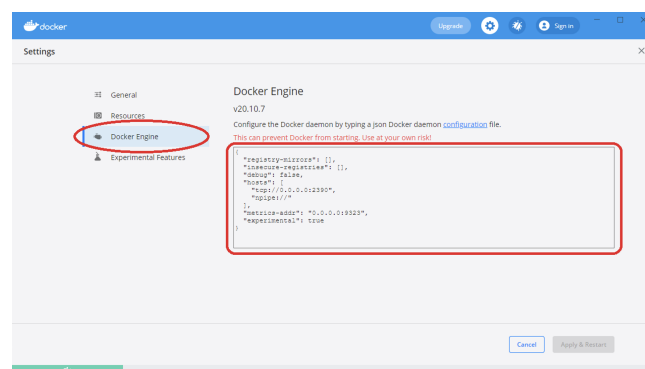 docker
Upgrade
Sign in
Settings
General
Resources
Docker Engine
Experimental Features
Docker Engine
v20.10.7
Configure the Docker daemon by typing a json Docker daemon configuration file.
This can prevent Docker from starting. Use at your own risk!
{
"registry-mirrors": [],
"insecure-registries": [],
"debug": false,
"hosts": [
"tcp://0.0.0.0:2390",
"npipe://"
],
"metrics-addr": "0.0.0.0:9323",
"experimental": true
}
Cancel
Apply & Restart